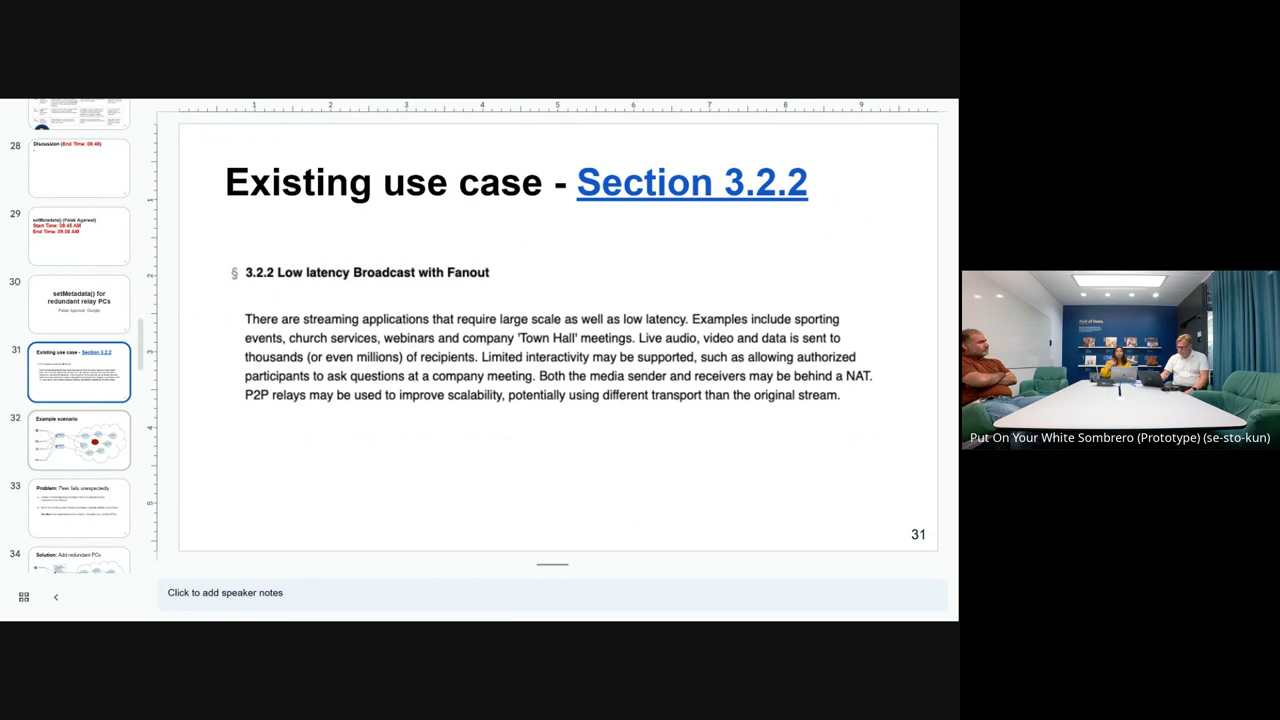 28
Discussion (End Time: 08:45)
29
setMetadata() (Palak Agarwal)
Start Time: 08:45 AM
End Time: 09:05 AM
30
setMetadata() for
redundant relay PCs
Palak Agarwal, Google
31
Existing use case - Section 3.2.2
32
Example scenario
33
Problem: Peer fails unexpectedly
34
Solution: Add redundant PCs
1 2 3 4 5 6 7 8 9
1
2
3
4
5
Existing use case - Section 3.2.2
§ 3.2.2 Low latency Broadcast with Fanout
There are streaming applications that require large scale as well as low latency. Examples include sporting
events, church services, webinars and company 'Town Hall' meetings. Live audio, video and data is sent to
thousands (or even millions) of recipients. Limited interactivity may be supported, such as allowing authorized
participants to ask questions at a company meeting. Both the media sender and receivers may be behind a NAT.
P2P relays may be used to improve scalability, potentially using different transport than the original stream.
31
Click to add speaker notes
Hall of fame
Put On Your White Sombrero (Prototype) (se-sto-kun)